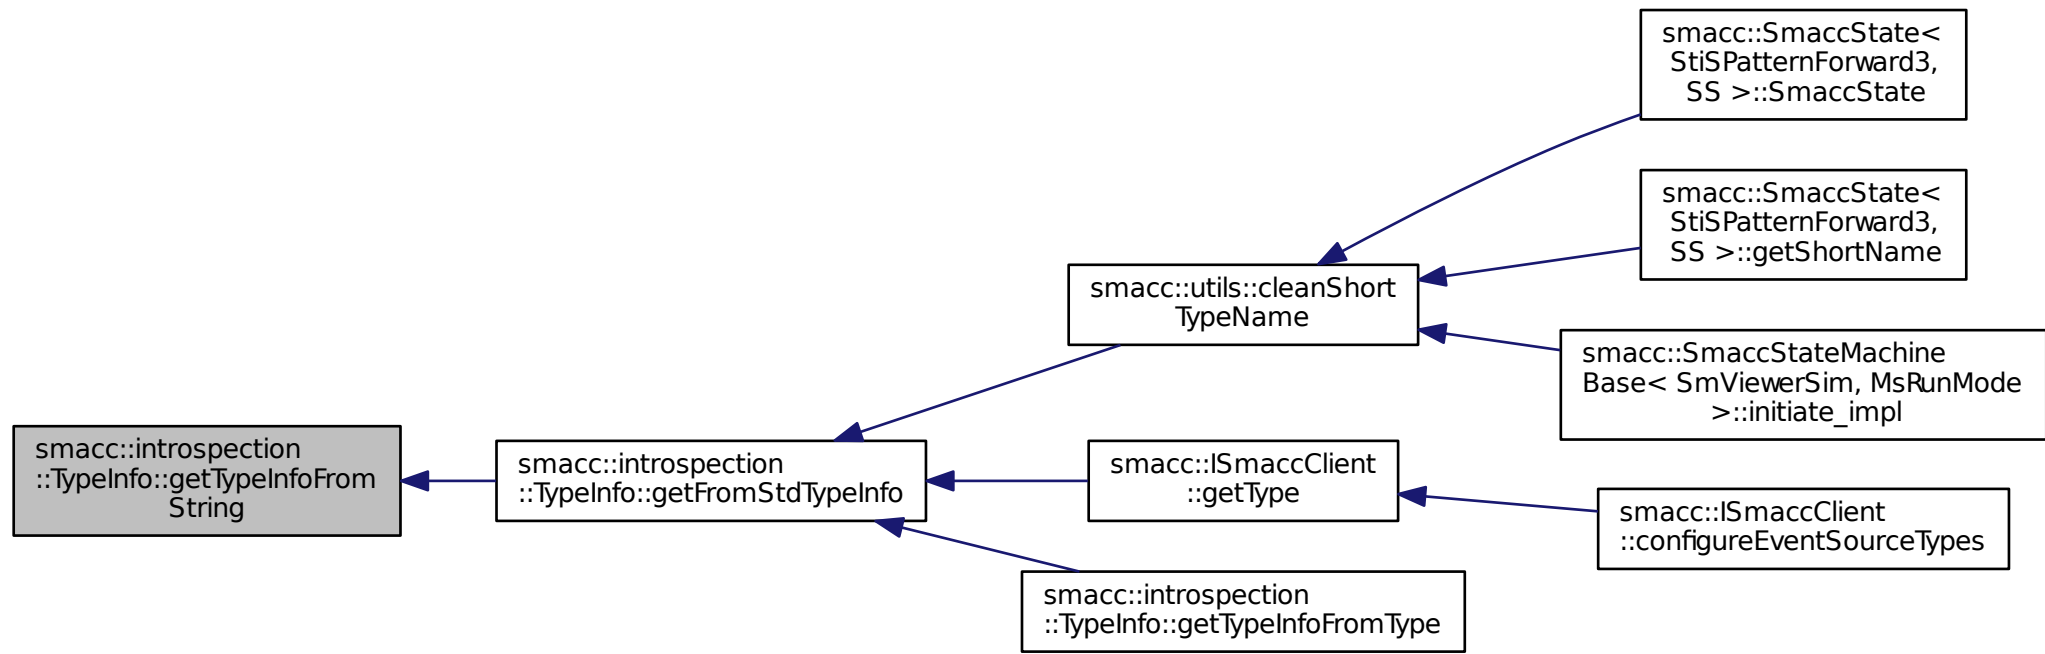 smacc::SmaccState<
StiSPatternForward3,
SS >::SmaccState
smacc::SmaccState<
StiSPatternForward3,
SS >::getShortName
smacc::utils::cleanShort
TypeName
smacc::SmaccStateMachine
Base< SmViewerSim, MsRunMode
>::initiate_impl
smacc::introspection
::TypeInfo::getTypeInfoFrom
String
smacc::introspection
::TypeInfo::getFromStdTypeInfo
smacc::ISmaccClient
::getType
smacc::ISmaccClient
::configureEventSourceTypes
smacc::introspection
::TypeInfo::getTypeInfoFromType